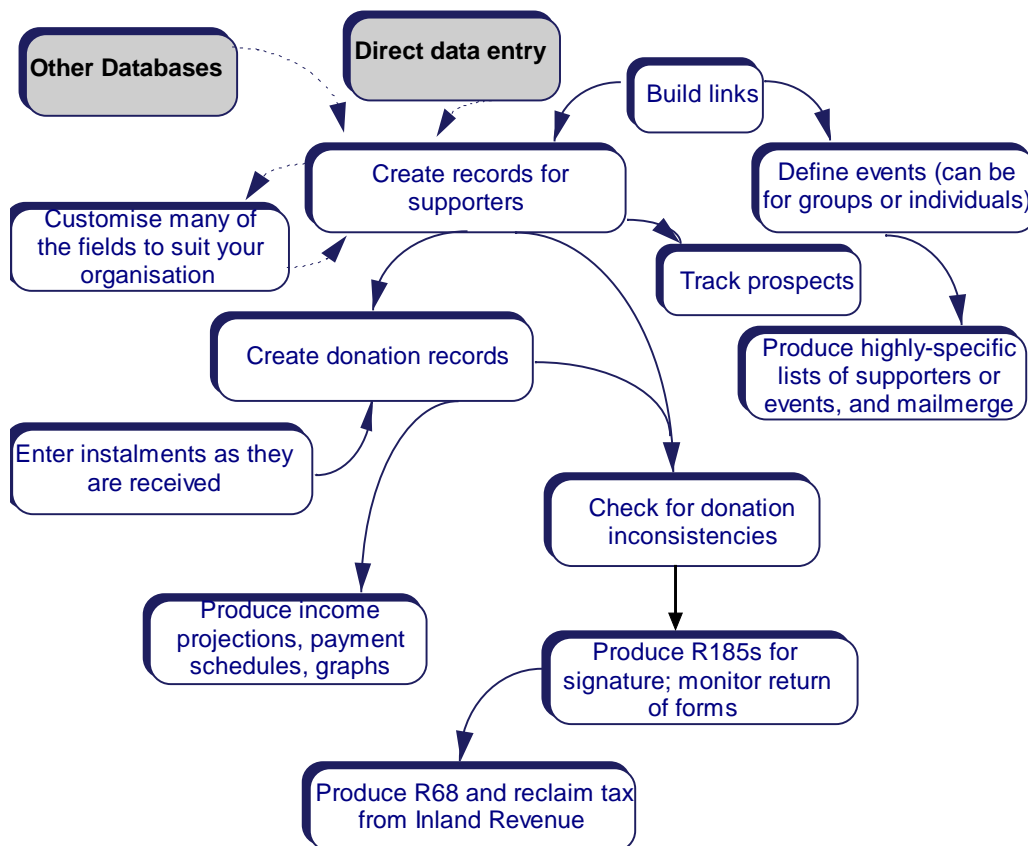 Other Databases
Direct data entry
Build links
Create records for
supporters
Define events (can be
for groups or individuals)
Customise many of
the fields to suit your
organisation
Track prospects
Create donation records
Produce highly-specific
lists of supporters or
events, and mailmerge
Enter instalments as they
are received
Check for donation
inconsistencies
Produce income
projections, payment
schedules, graphs
Produce R185s for
signature; monitor return
of forms
Produce R68 and reclaim tax
from Inland Revenue